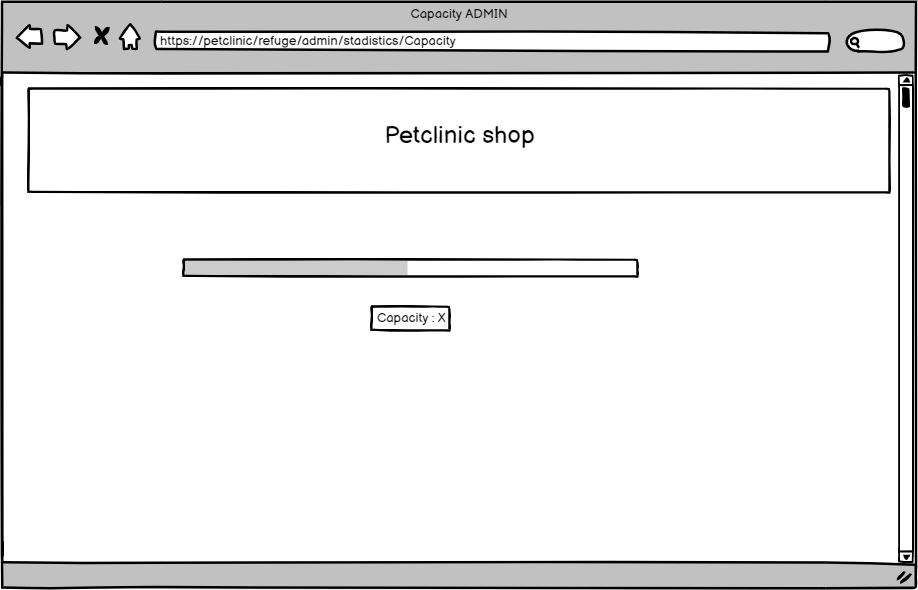 Capacity ADMIN
https://petclinic/refuge/admin/stadistics/Capacity
Petclinic shop
Capacity : X